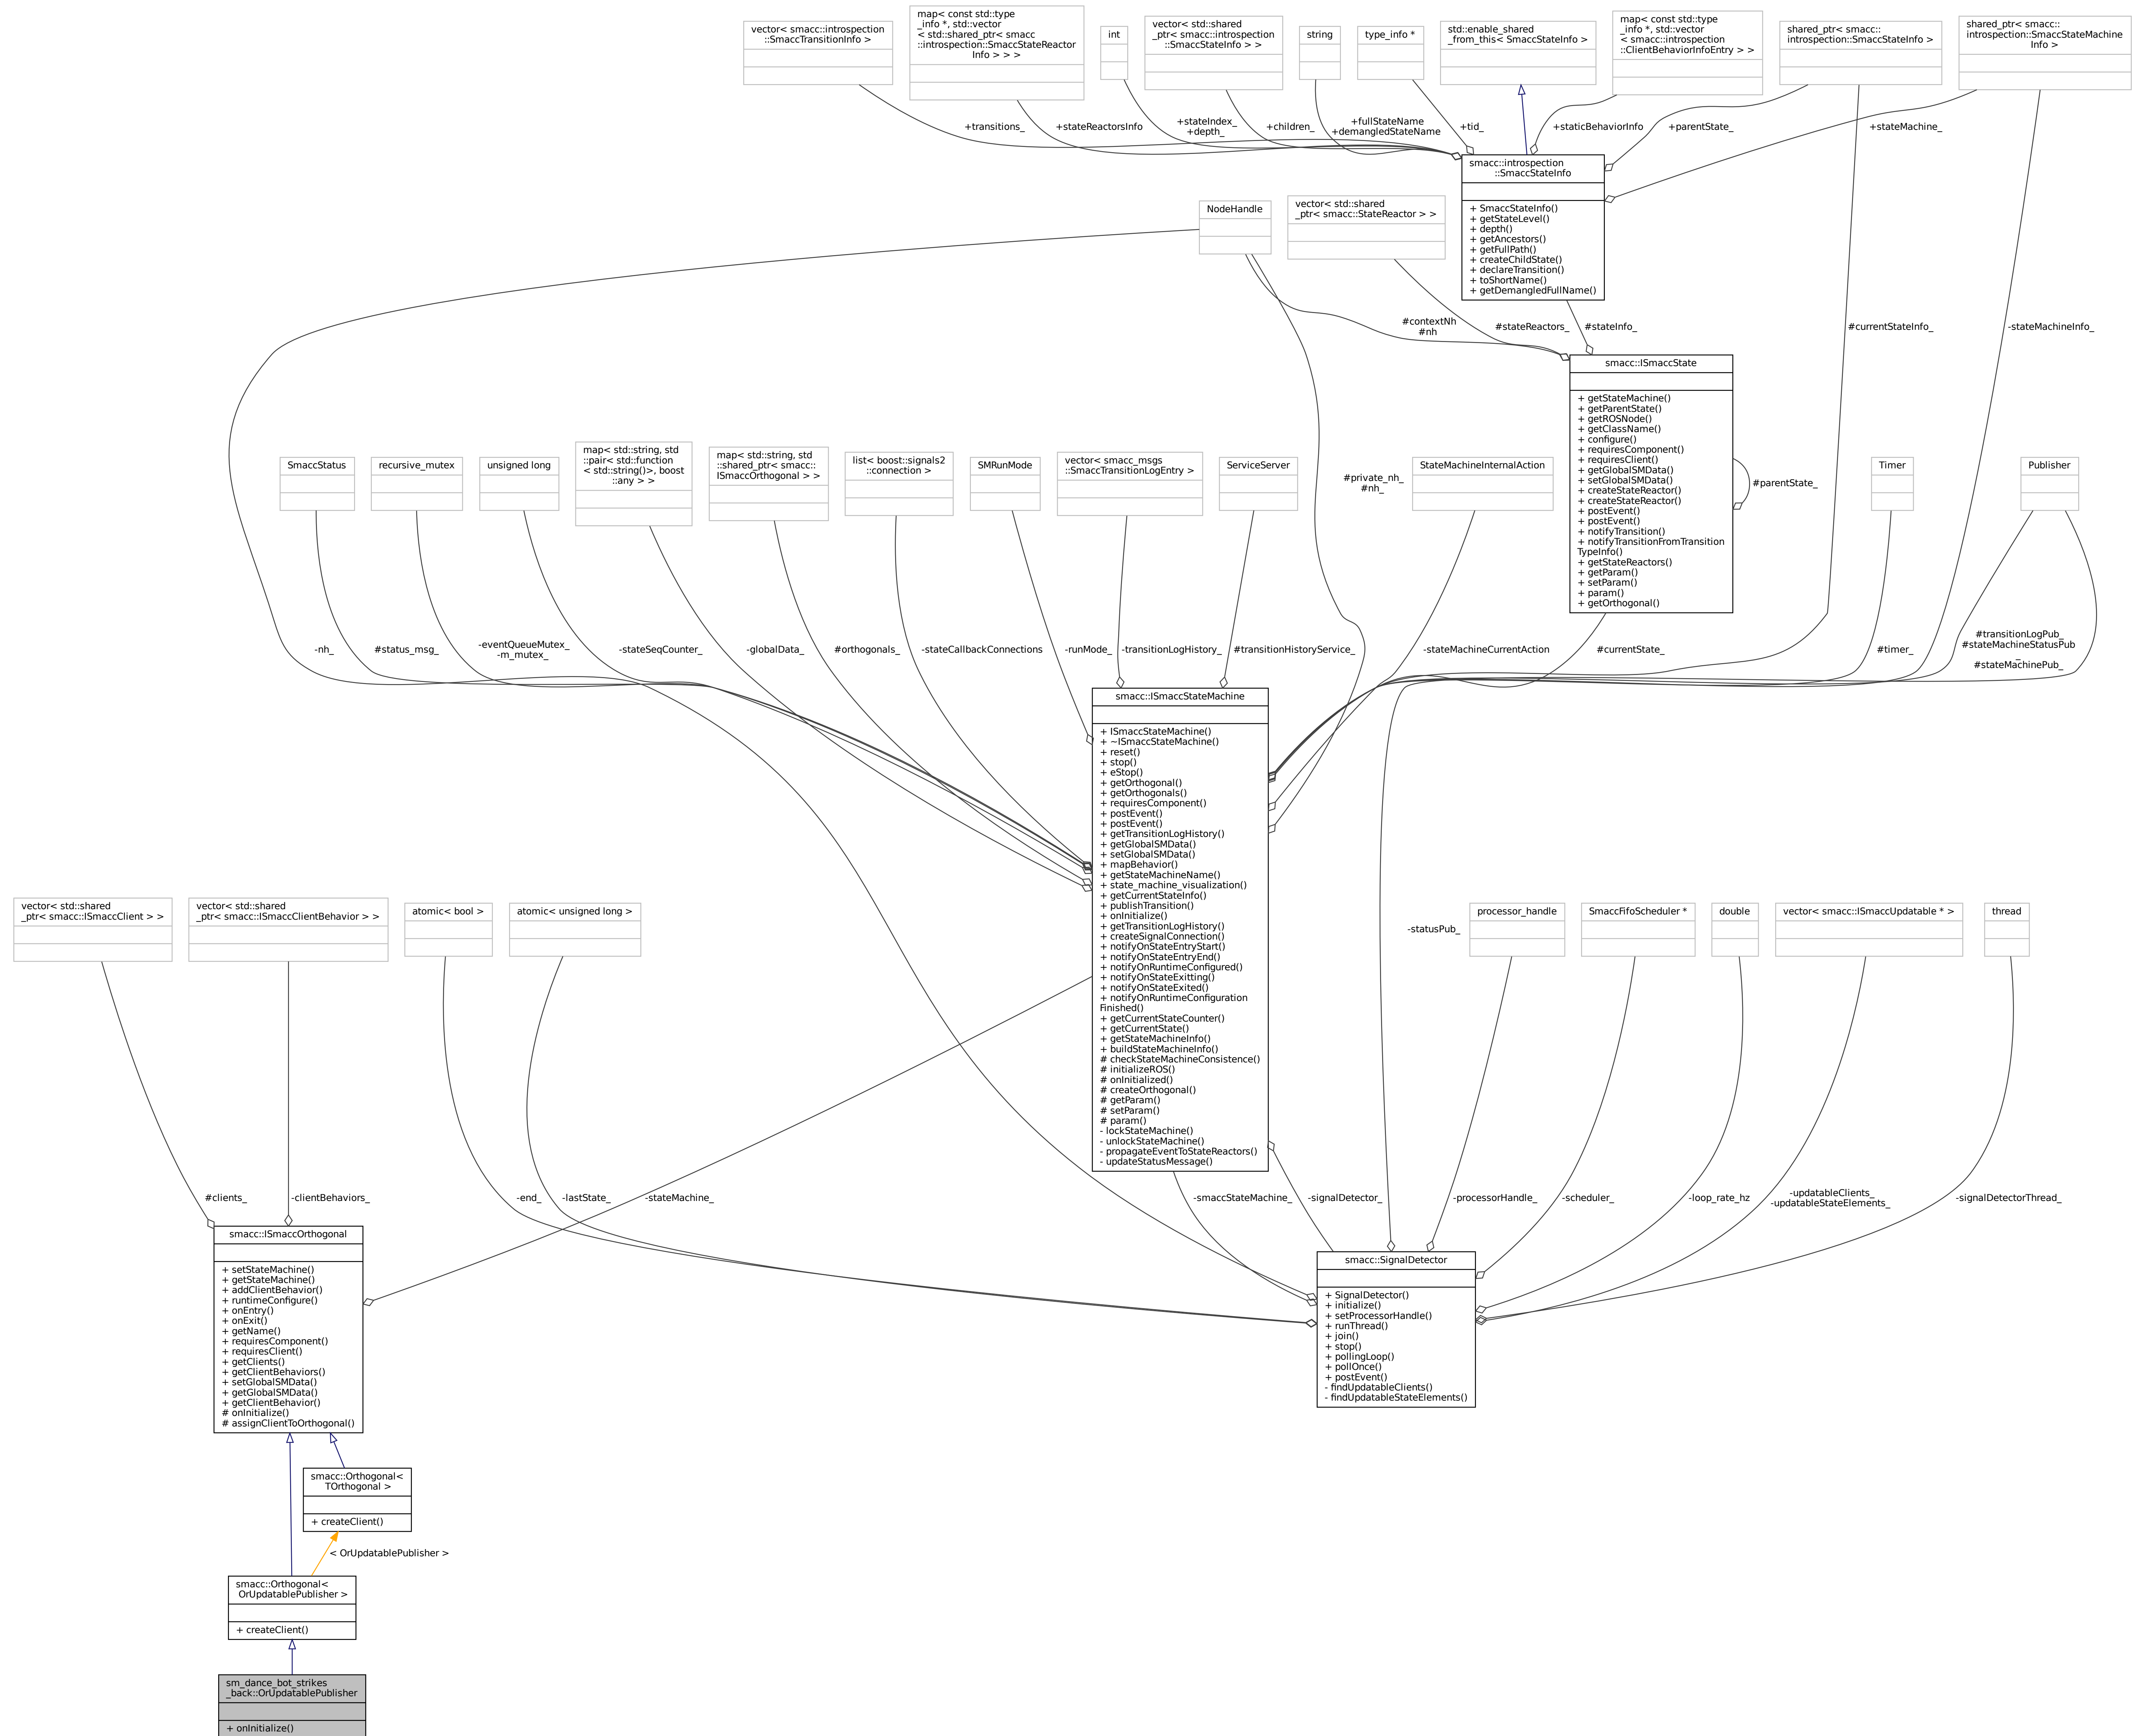 vector< smacc::introspection
::SmaccTransitionInfo >
map< const std::type
_info *, std::vector
< std::shared_ptr< smacc
::introspection::SmaccStateReactor
Info > > >
int
vector< std::shared
_ptr< smacc::introspection
::SmaccStateInfo > >
string
type_info *
std::enable_shared
_from_this< SmaccStateInfo >
map< const std::type
_info *, std::vector
< smacc::introspection
::ClientBehaviorInfoEntry > >
shared_ptr< smacc::
introspection::SmaccStateInfo >
shared_ptr< smacc::
introspection::SmaccStateMachine
Info >
+transitions_
+stateReactorsInfo
+stateIndex_
+depth_
+children_
+fullStateName
+demangledStateName
+tid_
+staticBehaviorInfo
+parentState_
+stateMachine_
smacc::introspection
::SmaccStateInfo
+ SmaccStateInfo()
+ getStateLevel()
+ depth()
+ getAncestors()
+ getFullPath()
+ createChildState()
+ declareTransition()
+ toShortName()
+ getDemangledFullName()
NodeHandle
vector< std::shared
_ptr< smacc::StateReactor > >
#contextNh
#nh
#stateReactors_
#stateInfo_
#currentStateInfo_
-stateMachineInfo_
smacc::ISmaccState
+ getStateMachine()
+ getParentState()
+ getROSNode()
+ getClassName()
+ configure()
+ requiresComponent()
+ requiresClient()
+ getGlobalSMData()
+ setGlobalSMData()
+ createStateReactor()
+ createStateReactor()
+ postEvent()
+ postEvent()
+ notifyTransition()
+ notifyTransitionFromTransition
TypeInfo()
+ getStateReactors()
+ getParam()
+ setParam()
+ param()
+ getOrthogonal()
#parentState_
SmaccStatus
recursive_mutex
unsigned long
map< std::string, std
::pair< std::function
< std::string()>, boost
::any > >
map< std::string, std
::shared_ptr< smacc::
ISmaccOrthogonal > >
list< boost::signals2
::connection >
SMRunMode
vector< smacc_msgs
::SmaccTransitionLogEntry >
ServiceServer
#private_nh_
#nh_
StateMachineInternalAction
Timer
Publisher
-nh_
#status_msg_
-eventQueueMutex_
-m_mutex_
-stateSeqCounter_
-globalData_
#orthogonals_
-stateCallbackConnections
-runMode_
-transitionLogHistory_
#transitionHistoryService_
-stateMachineCurrentAction
#currentState_
#timer_
#transitionLogPub_
#stateMachineStatusPub
_
#stateMachinePub_
smacc::ISmaccStateMachine
+ ISmaccStateMachine()
+ ~ISmaccStateMachine()
+ reset()
+ stop()
+ eStop()
+ getOrthogonal()
+ getOrthogonals()
+ requiresComponent()
+ postEvent()
+ postEvent()
+ getTransitionLogHistory()
+ getGlobalSMData()
+ setGlobalSMData()
+ mapBehavior()
+ getStateMachineName()
+ state_machine_visualization()
+ getCurrentStateInfo()
+ publishTransition()
+ onInitialize()
+ getTransitionLogHistory()
+ createSignalConnection()
+ notifyOnStateEntryStart()
+ notifyOnStateEntryEnd()
+ notifyOnRuntimeConfigured()
+ notifyOnStateExitting()
+ notifyOnStateExited()
+ notifyOnRuntimeConfiguration
Finished()
+ getCurrentStateCounter()
+ getCurrentState()
+ getStateMachineInfo()
+ buildStateMachineInfo()
# checkStateMachineConsistence()
# initializeROS()
# onInitialized()
# createOrthogonal()
# getParam()
# setParam()
# param()
- lockStateMachine()
- unlockStateMachine()
- propagateEventToStateReactors()
- updateStatusMessage()
vector< std::shared
_ptr< smacc::ISmaccClient > >
vector< std::shared
_ptr< smacc::ISmaccClientBehavior > >
atomic< bool >
atomic< unsigned long >
-statusPub_
processor_handle
SmaccFifoScheduler *
double
vector< smacc::ISmaccUpdatable * >
thread
#clients_
-clientBehaviors_
-end_
-lastState_
-stateMachine_
-smaccStateMachine_
-signalDetector_
-processorHandle_
-scheduler_
-loop_rate_hz
-updatableClients_
-updatableStateElements_
-signalDetectorThread_
smacc::ISmaccOrthogonal
+ setStateMachine()
+ getStateMachine()
+ addClientBehavior()
+ runtimeConfigure()
+ onEntry()
+ onExit()
+ getName()
+ requiresComponent()
+ requiresClient()
+ getClients()
+ getClientBehaviors()
+ setGlobalSMData()
+ getGlobalSMData()
+ getClientBehavior()
# onInitialize()
# assignClientToOrthogonal()
smacc::SignalDetector
+ SignalDetector()
+ initialize()
+ setProcessorHandle()
+ runThread()
+ join()
+ stop()
+ pollingLoop()
+ pollOnce()
+ postEvent()
- findUpdatableClients()
- findUpdatableStateElements()
smacc::Orthogonal<
TOrthogonal >
+ createClient()
< OrUpdatablePublisher >
smacc::Orthogonal<
OrUpdatablePublisher >
+ createClient()
sm_dance_bot_strikes
_back::OrUpdatablePublisher
+ onInitialize()